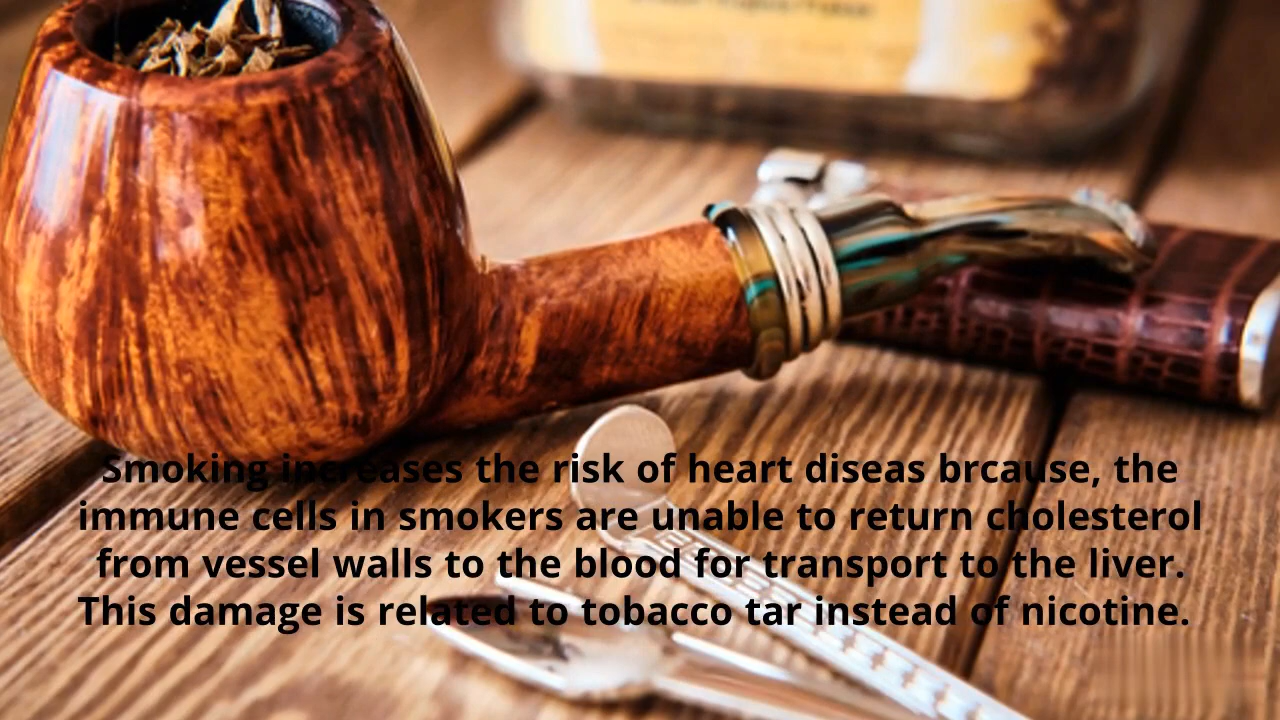 Smoking increases the risk of heart diseas brcause, the
immune cells in smokers are unable to return cholesterol
from vessel walls to the blood for transport to the liver.
This damage is related to tobacco tar instead of nicotine.